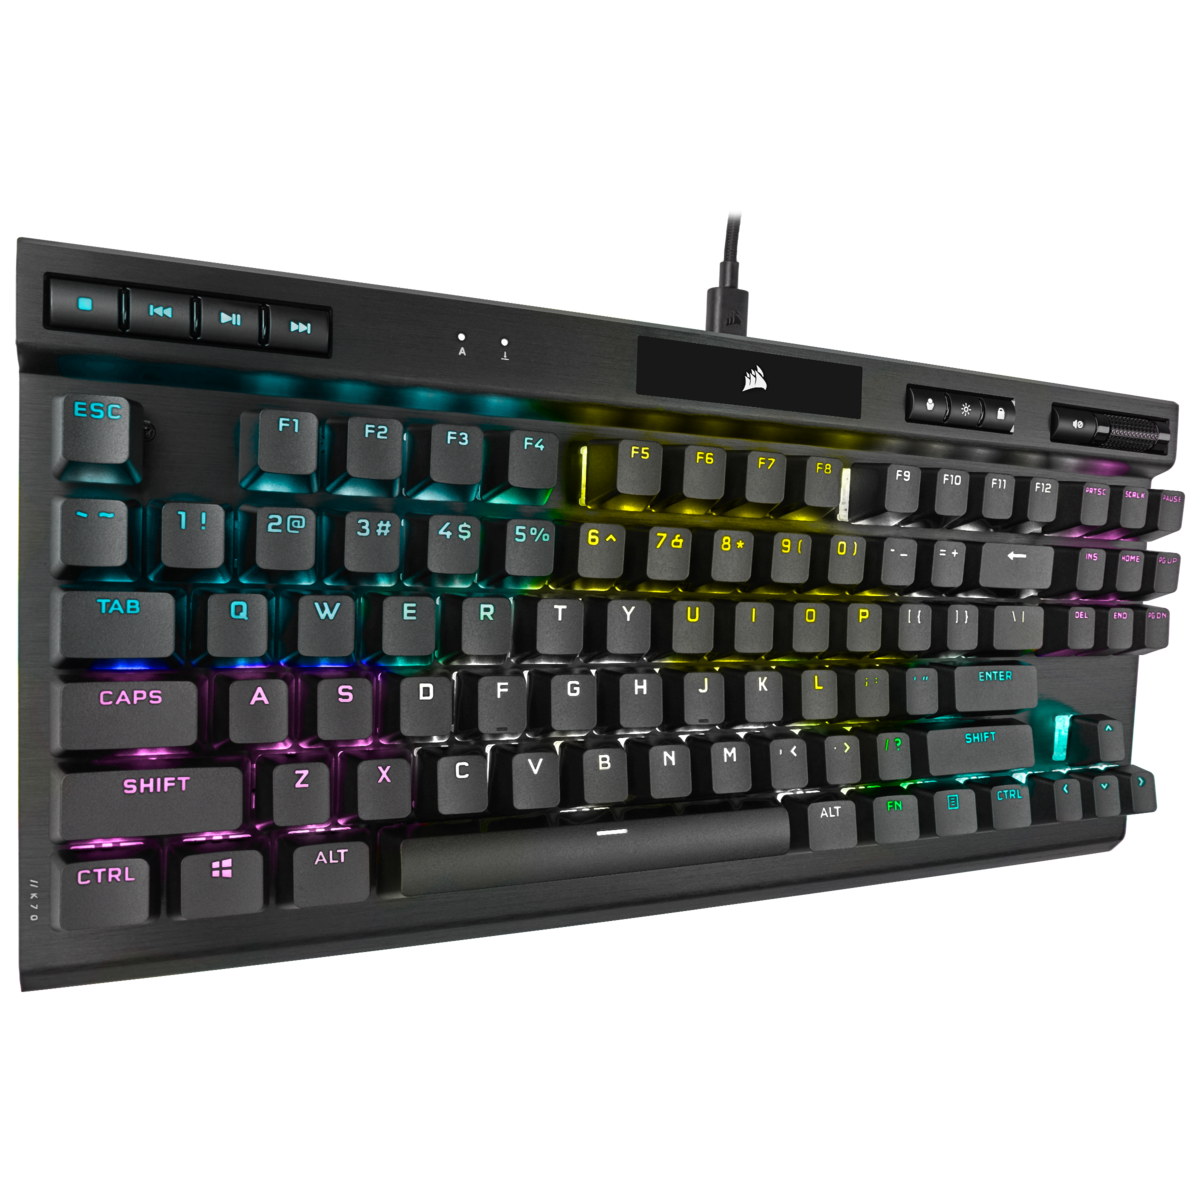 A
ESC F1 F2 F3 F4 F5 F6 F7 F8 F9 F10 F11 F12 PRTSC SCRLK PAUSE
` ~ 1 ! 2 @ 3 # 4 $ 5 % 6 ^ 7 & 8 * 9 ( 0 ) - _ = + ← INS HOME PGUP
TAB Q W E R T Y U I O P [ { ] } \ | DEL END PGDN
CAPS A S D F G H J K L ; : ' " ENTER
SHIFT Z X C V B N M , < . > / ? SHIFT ^
CTRL ALT ALT FN CTRL
//K70